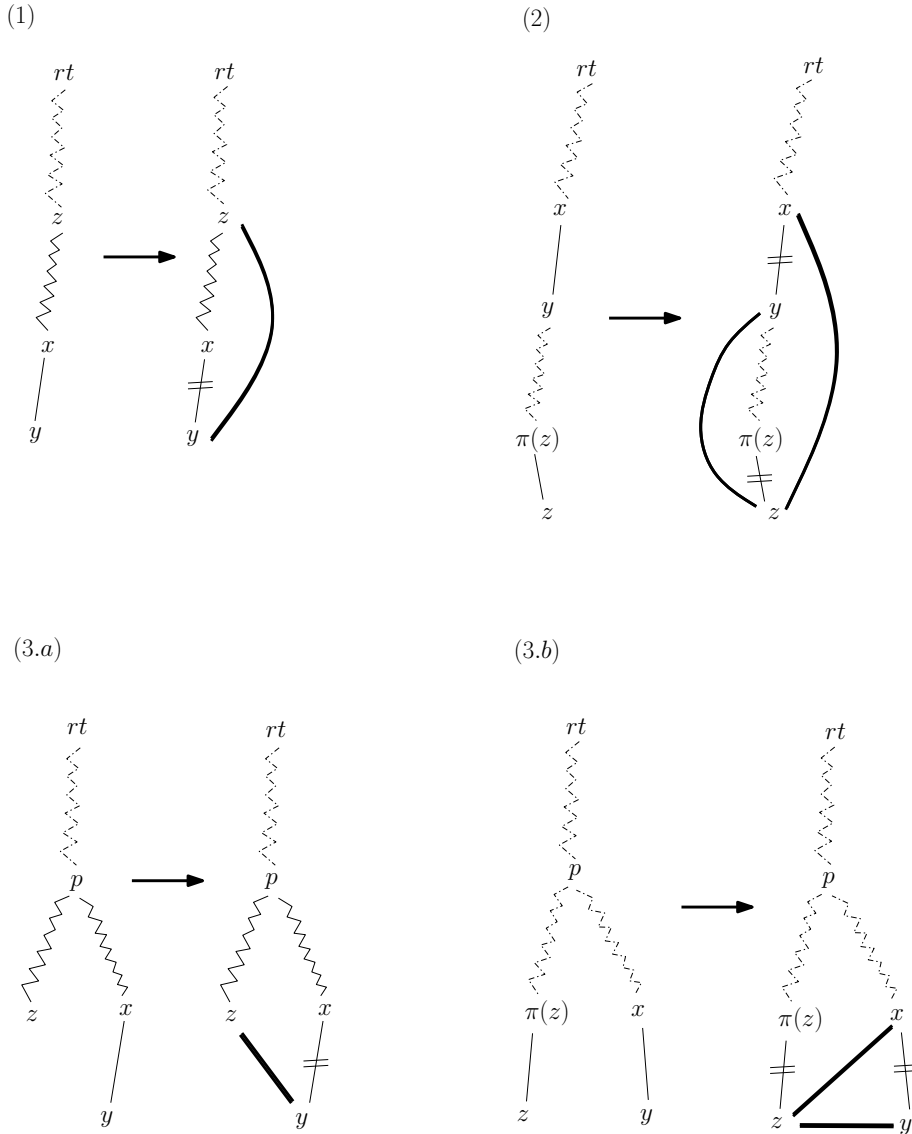 (1)
rt
rt
z
z
x
x
y
y
(2)
rt
rt
x
x
y
y
π(z)
π(z)
z
z
(3.a)
rt
rt
p
p
z
x
z
x
y
y
(3.b)
rt
rt
p
p
π(z)
x
π(z)
x
z
y
z
y